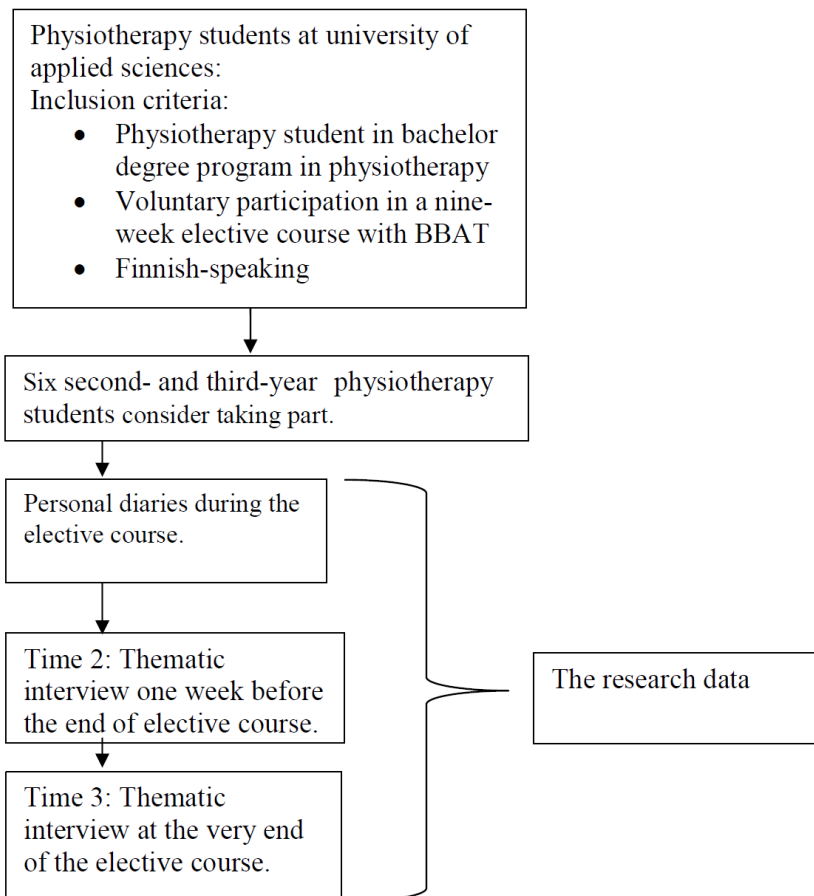 Physiotherapy students at university of
applied sciences:
Inclusion criteria:
• Physiotherapy student in bachelor
degree program in physiotherapy
• Voluntary participation in a nine-
week elective course with BBAT
• Finnish-speaking
Six second- and third-year physiotherapy
students consider taking part.
Personal diaries during the
elective course.
Time 2: Thematic
interview one week before
the end of elective course.
The research data
Time 3: Thematic
interview at the very end
of the elective course.